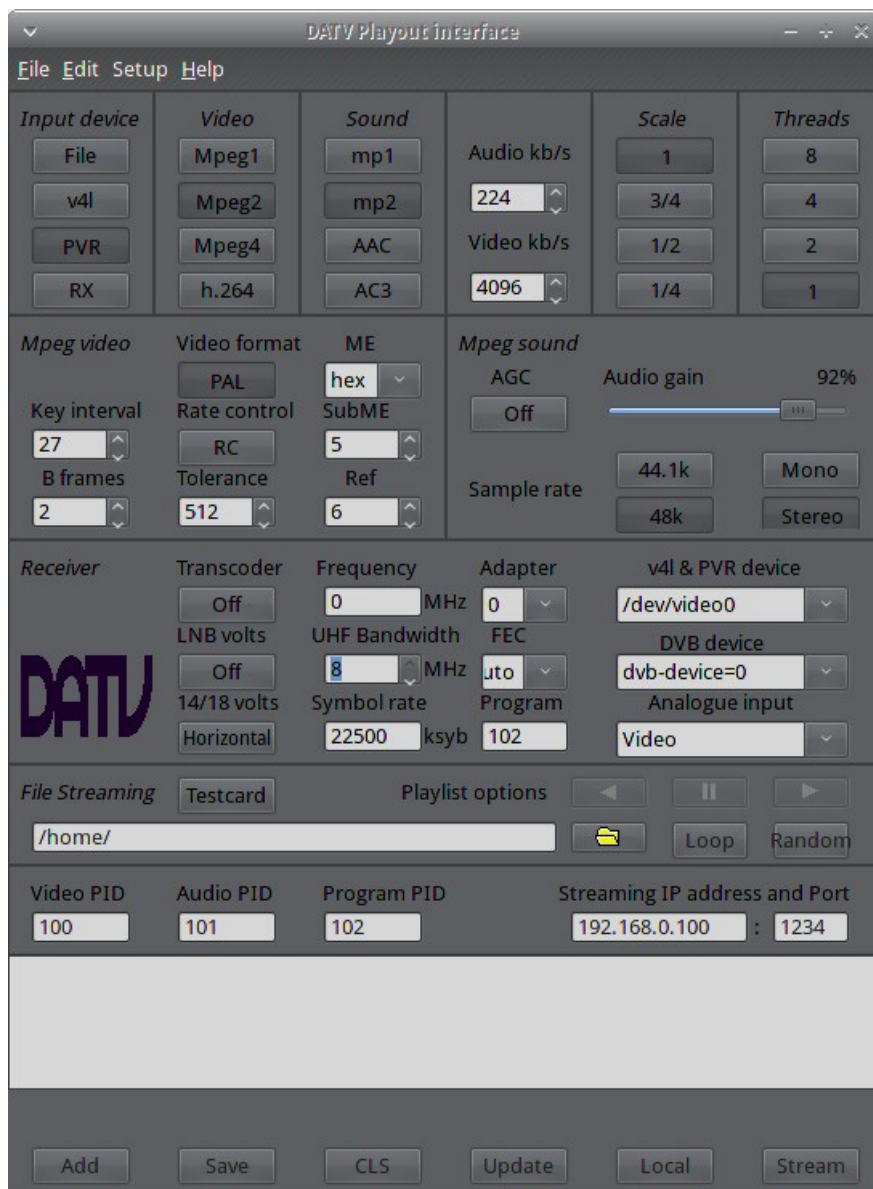 DATV Playout interface
File Edit Setup Help
Input device Video Sound Scale Threads
File Mpeg1 mp1 Audio kb/s 1 8
v4l Mpeg2 mp2 224 3/4 4
PVR Mpeg4 AAC Video kb/s 1/2 2
RX h.264 AC3 4096 1/4 1
Mpeg video Video format ME Mpeg sound
PAL hex AGC Audio gain 92%
Key interval Rate control SubME Off
27 RC 5
B frames Tolerance Ref Sample rate 44.1k Mono
2 512 6 48k Stereo
Receiver Transcoder Frequency Adapter v4l & PVR device
Off 0 MHz 0 /dev/video0
LNB volts UHF Bandwidth FEC DVB device
DATV Off 8 MHz uto dvb-device=0
14/18 volts Symbol rate Program Analogue input
Horizontal 22500 ksyb 102 Video
File Streaming Testcard Playlist options
/home/ Loop Random
Video PID Audio PID Program PID Streaming IP address and Port
100 101 102 192.168.0.100 : 1234
Add Save CLS Update Local Stream